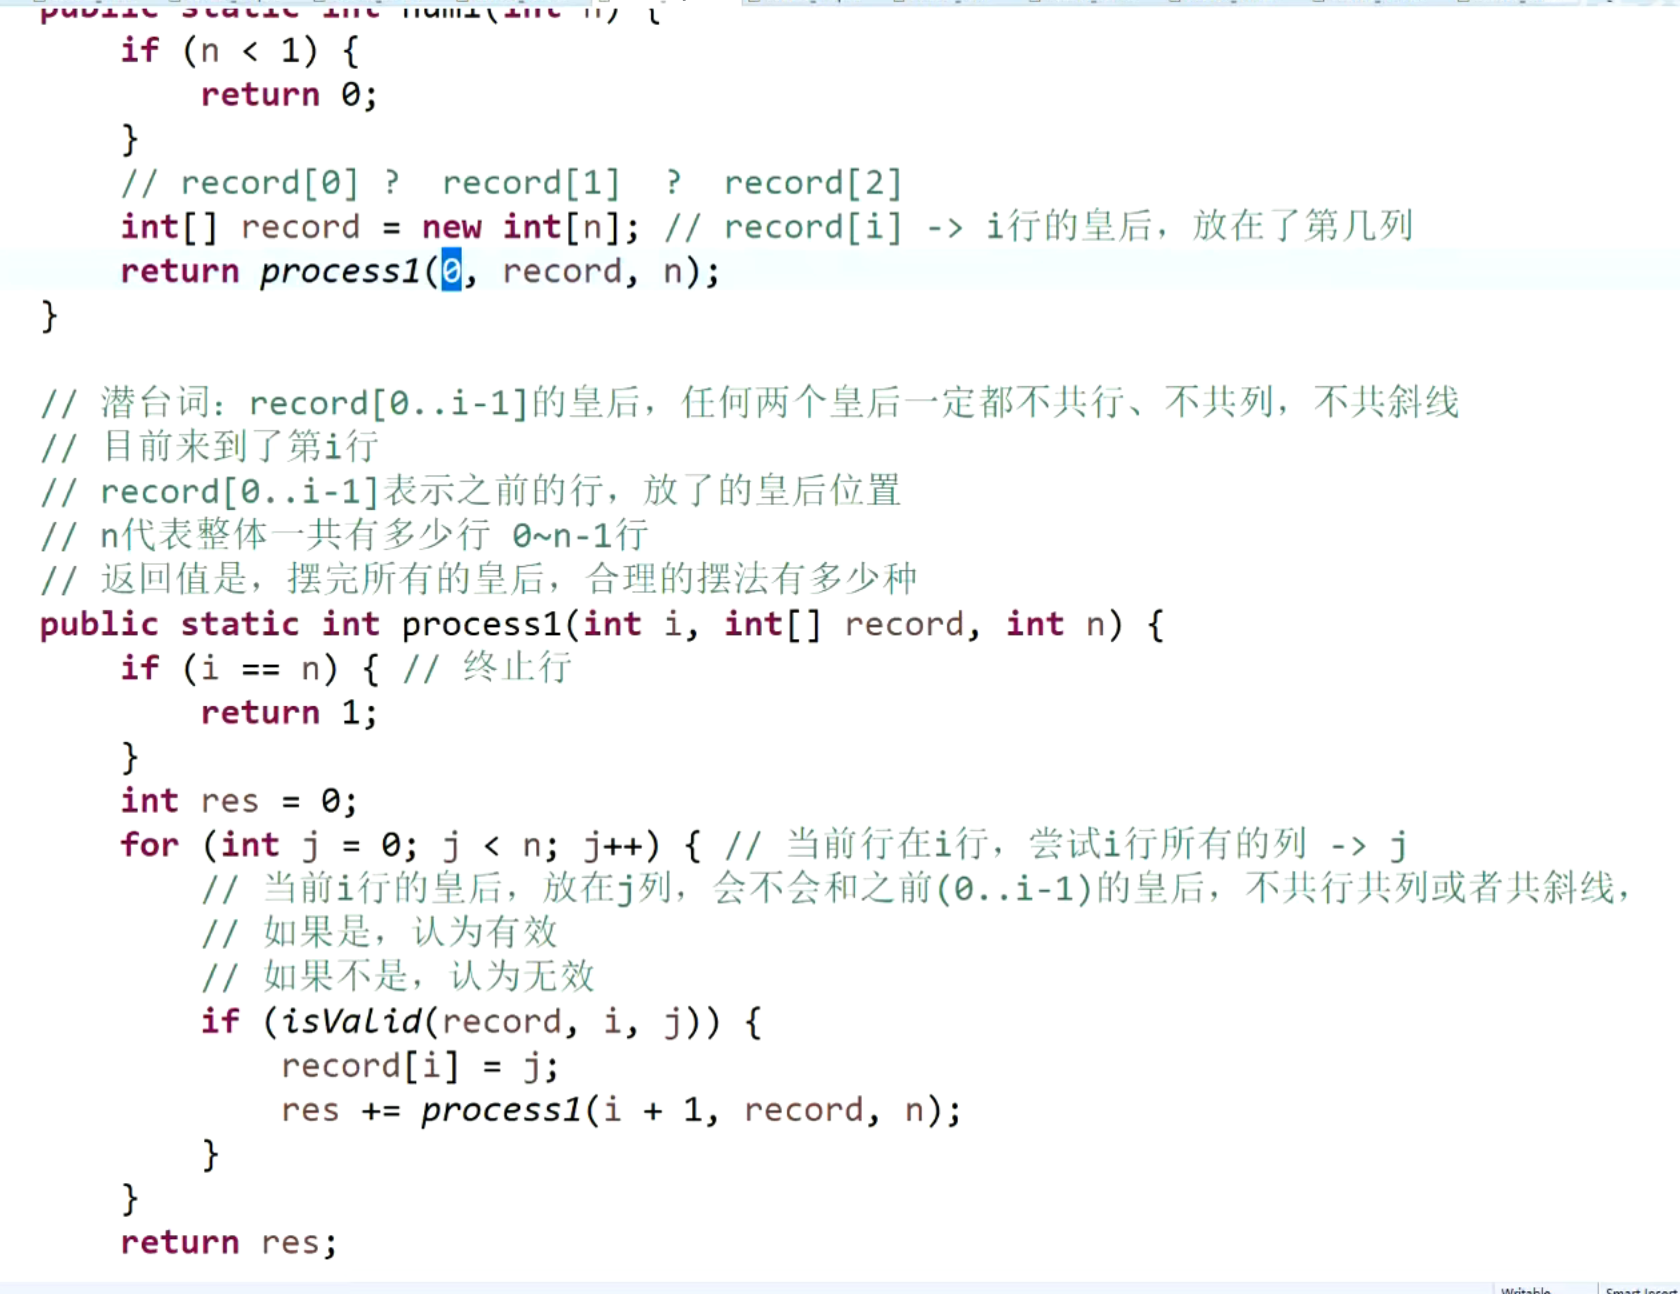 public static int num1(int n) {
if (n < 1) {
return 0;
}
// record[0] ? record[1] ? record[2]
int[] record = new int[n]; // record[i] -> i行的皇后，放在了第几列
return process1(0, record, n);
}
// 潜台词：record[0..i-1]的皇后，任何两个皇后一定都不共行、不共列，不共斜线
// 目前来到了第i行
// record[0..i-1]表示之前的行，放了的皇后位置
// n代表整体一共有多少行 0~n-1行
// 返回值是，摆完所有的皇后，合理的摆法有多少种
public static int process1(int i, int[] record, int n) {
if (i == n) { // 终止行
return 1;
}
int res = 0;
for (int j = 0; j < n; j++) { // 当前行在i行，尝试i行所有的列 -> j
// 当前i行的皇后，放在j列，会不会和之前(0..i-1)的皇后，不共行共列或者共斜线，
// 如果是，认为有效
// 如果不是，认为无效
if (isValid(record, i, j)) {
record[i] = j;
res += process1(i + 1, record, n);
}
}
return res;
Writable
Smart Insert